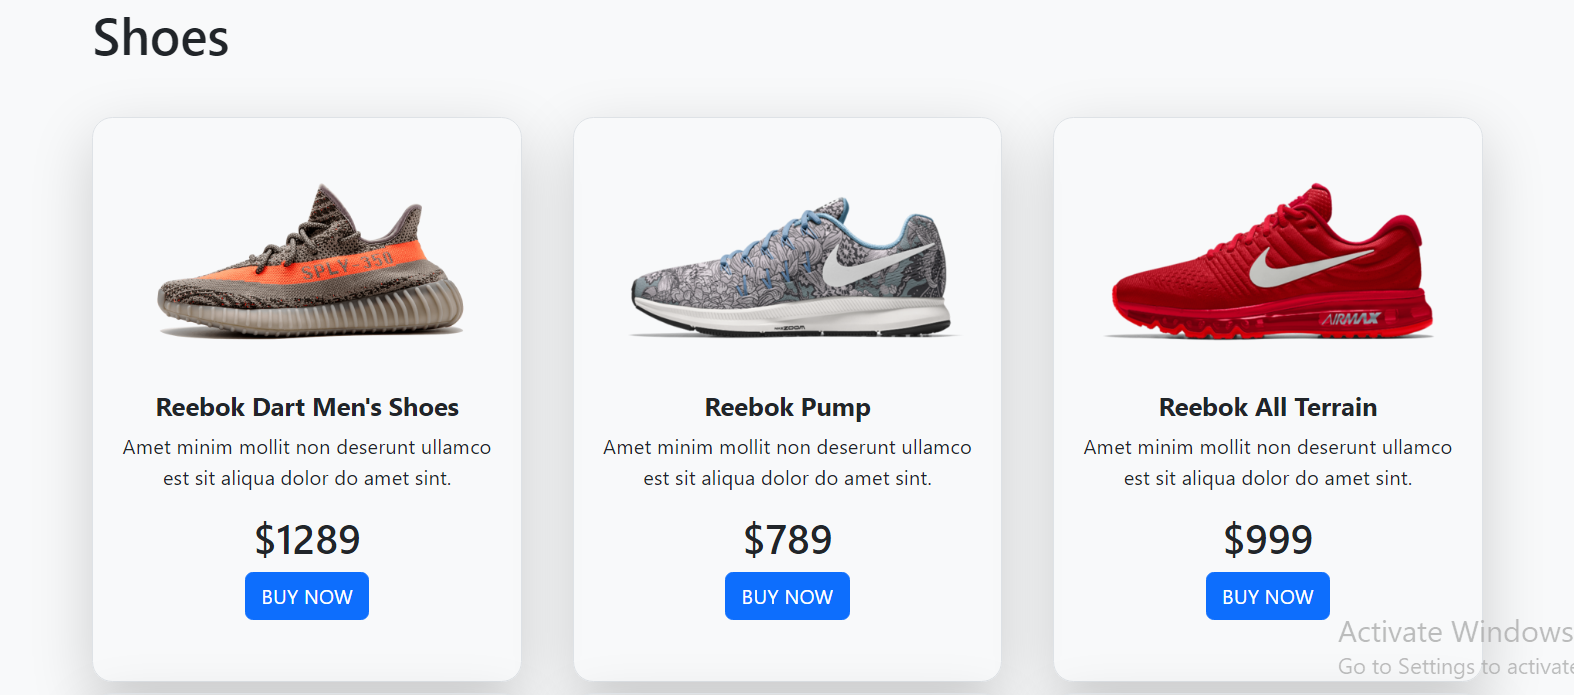 Shoes
SPLY-350
ZOOM
AIRMAX
Reebok Dart Men's Shoes
Reebok Pump
Reebok All Terrain
Amet minim mollit non deserunt ullamco
est sit aliqua dolor do amet sint.
Amet minim mollit non deserunt ullamco
est sit aliqua dolor do amet sint.
Amet minim mollit non deserunt ullamco
est sit aliqua dolor do amet sint.
$1289
$789
$999
BUY NOW
BUY NOW
BUY NOW
Activate Windows
Go to Settings to activate